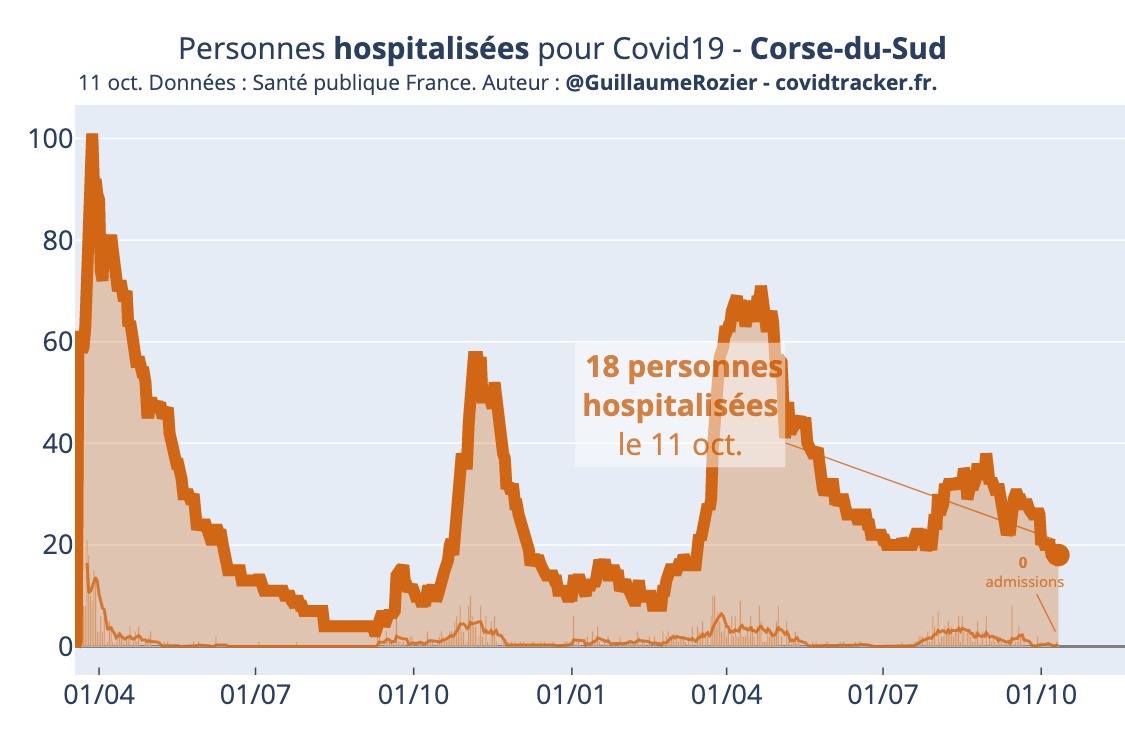 Personnes hospitalisées pour Covid19 - Corse-du-Sud
11 oct. Données : Santé publique France. Auteur : @GuillaumeRozier - covidtracker.fr.
100
80
60
40
20
0
18 personnes
hospitalisées
le 11 oct.
0
admissions
01/04 01/07 01/10 01/01 01/04 01/07 01/10